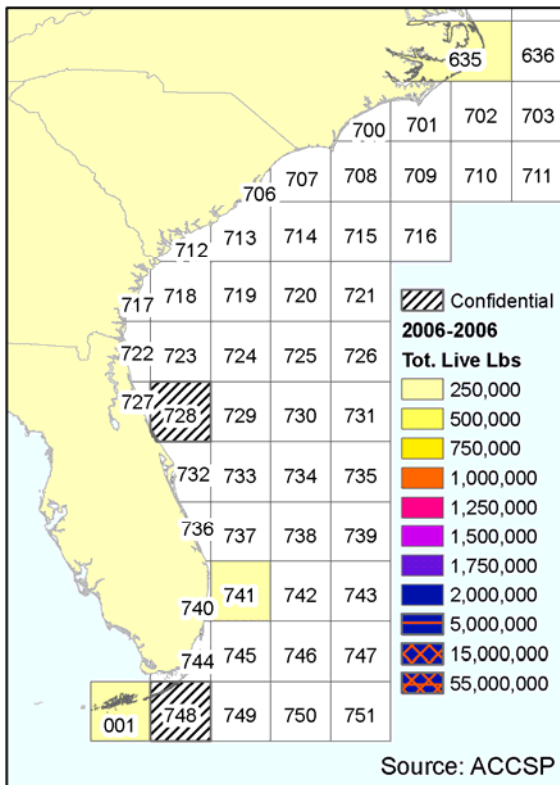 635 636
700 701 702 703
706 707 708 709 710 711
712 713 714 715 716
717 718 719 720 721
722 723 724 725 726
727 728 729 730 731
732 733 734 735
736 737 738 739
740 741 742 743
744 745 746 747
001 748 749 750 751
Confidential
2006-2006
Tot. Live Lbs
250,000
500,000
750,000
1,000,000
1,250,000
1,500,000
1,750,000
2,000,000
5,000,000
15,000,000
55,000,000
Source: ACCSP